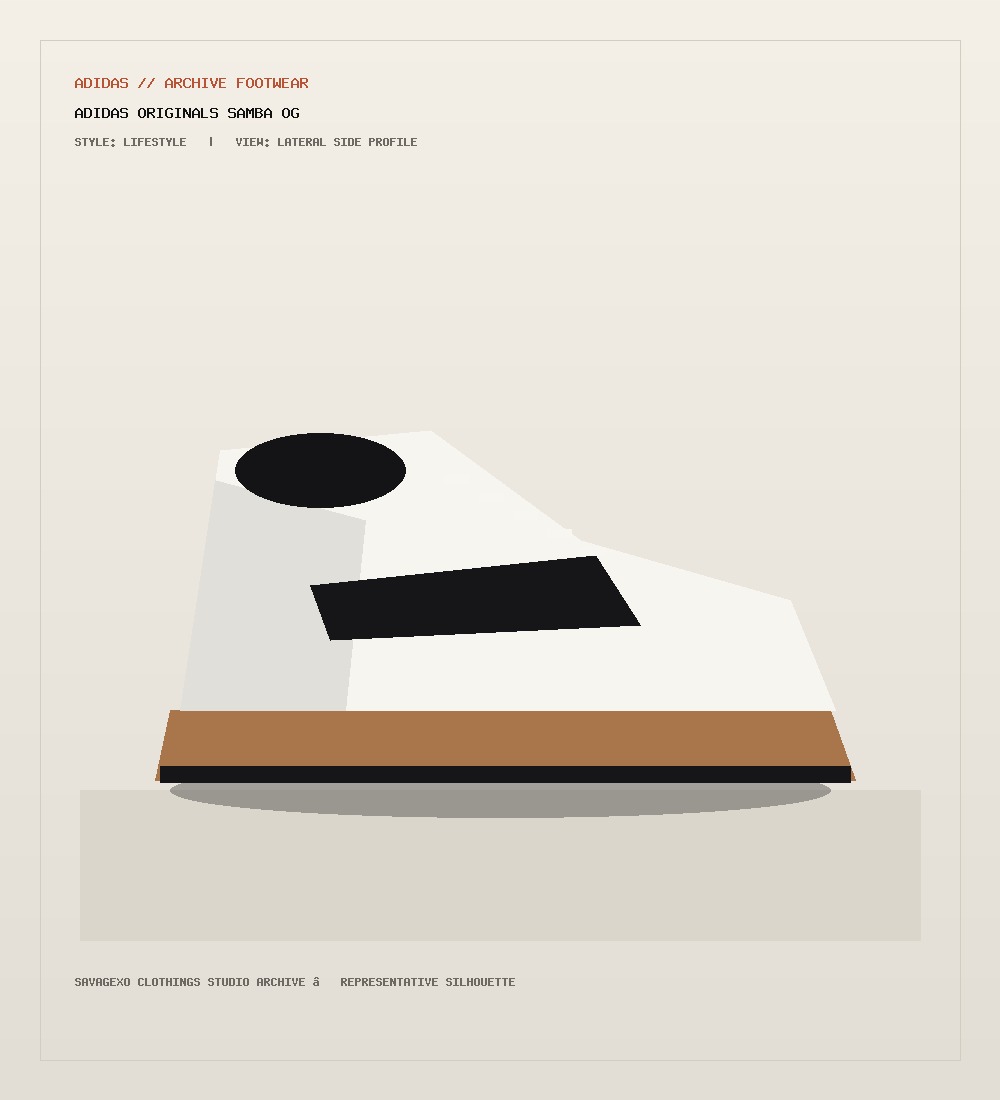 ADIDAS // ARCHIVE FOOTWEAR
ADIDAS ORIGINALS SAMBA OG
STYLE: LIFESTYLE | VIEW: LATERAL SIDE PROFILE
SAVAGEXO CLOTHINGS STUDIO ARCHIVE â REPRESENTATIVE SILHOUETTE